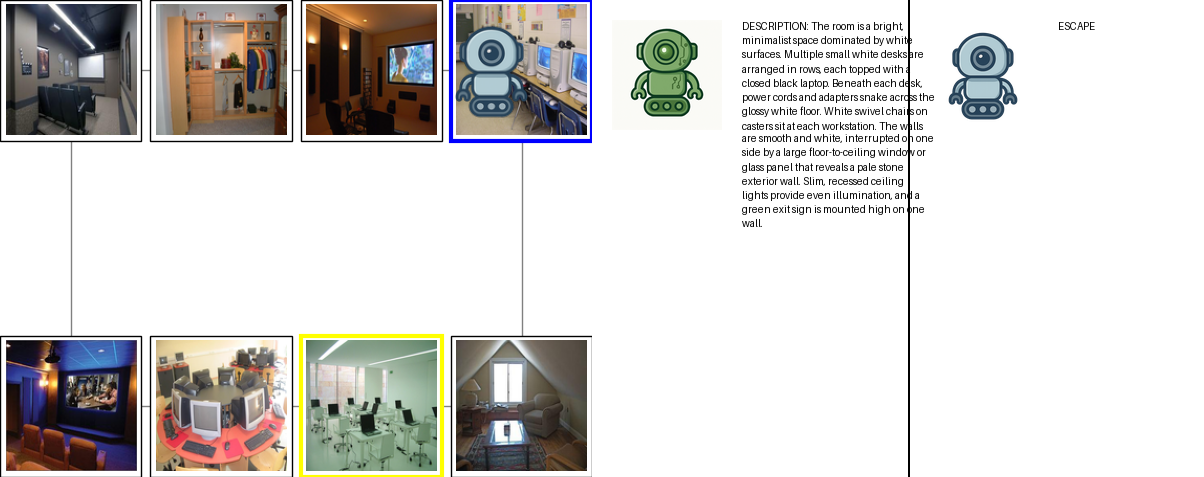 DESCRIPTION: The room is a bright,
minimalist space dominated by white
surfaces. Multiple small white desks are
arranged in rows, each topped with a
closed black laptop. Beneath each desk,
power cords and adapters snake across the
glossy white floor. White swivel chairs on
casters sit at each workstation. The walls
are smooth and white, interrupted on one
side by a large floor-to-ceiling window or
glass panel that reveals a pale stone
exterior wall. Slim, recessed ceiling
lights provide even illumination, and a
green exit sign is mounted high on one
wall.
ESCAPE